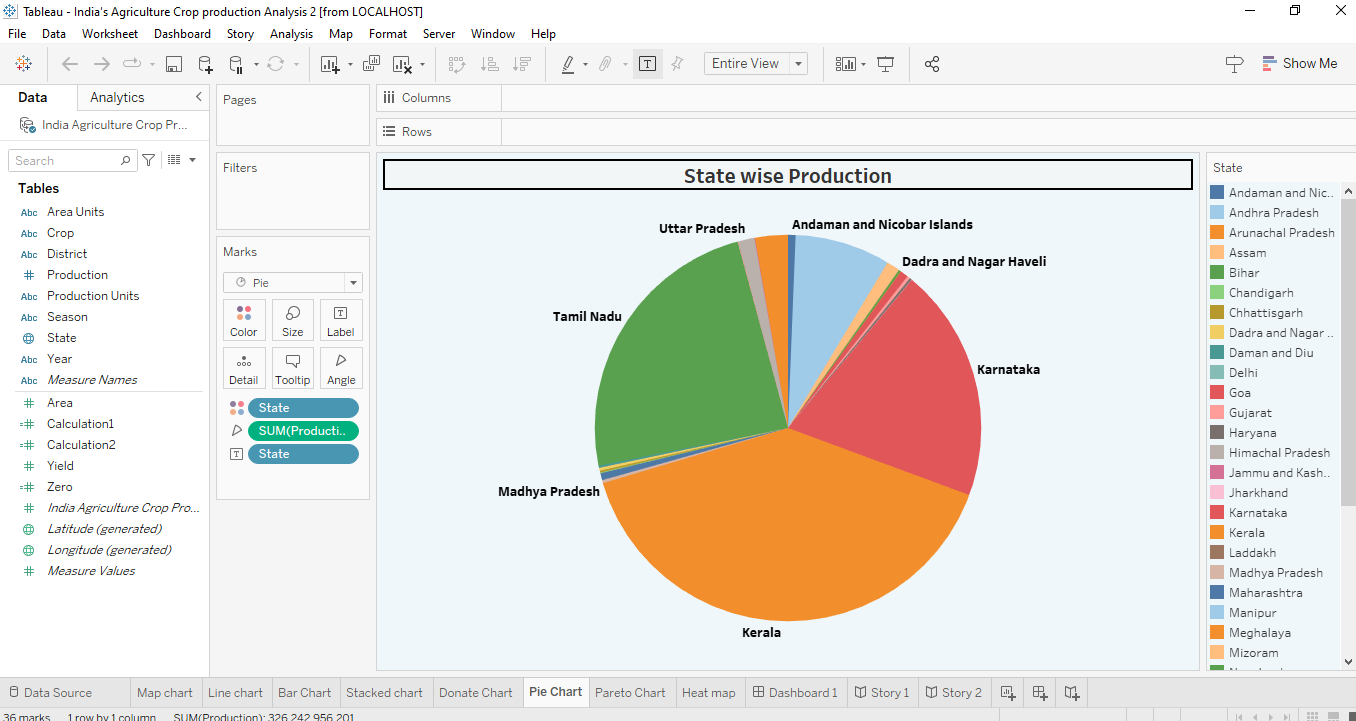 Tableau - India's Agriculture Crop production Analysis 2 [from LOCALHOST]
File Data Worksheet Dashboard Story Analysis Map Format Server Window Help
Entire View
Show Me
Data Analytics
India Agriculture Crop Pr...
Search
Tables
Abc Area Units
Abc Crop
Abc District
Production
Abc Production Units
Abc Season
State
Abc Year
Abc Measure Names
Area
Calculation1
Calculation2
Yield
Zero
India Agriculture Crop Pro...
Latitude (generated)
Longitude (generated)
Measure Values
Pages
Filters
Marks
Pie
Color Size Label
Detail Tooltip Angle
State
SUM(Producti..
State
Columns
Rows
State wise Production
Andaman and Nicobar Islands
Uttar Pradesh
Dadra and Nagar Haveli
Tamil Nadu
Karnataka
Madhya Pradesh
Kerala
State
Andaman and Nic..
Andhra Pradesh
Arunachal Pradesh
Assam
Bihar
Chandigarh
Chhattisgarh
Dadra and Nagar ..
Daman and Diu
Delhi
Goa
Gujarat
Haryana
Himachal Pradesh
Jammu and Kash..
Jharkhand
Karnataka
Kerala
Laddakh
Madhya Pradesh
Maharashtra
Manipur
Meghalaya
Mizoram
Data Source Map chart Line chart Bar Chart Stacked chart Donate Chart Pie Chart Pareto Chart Heat map Dashboard 1 Story 1 Story 2
36 marks 1 row by 1 column SUM(Production): 326,242,956,201